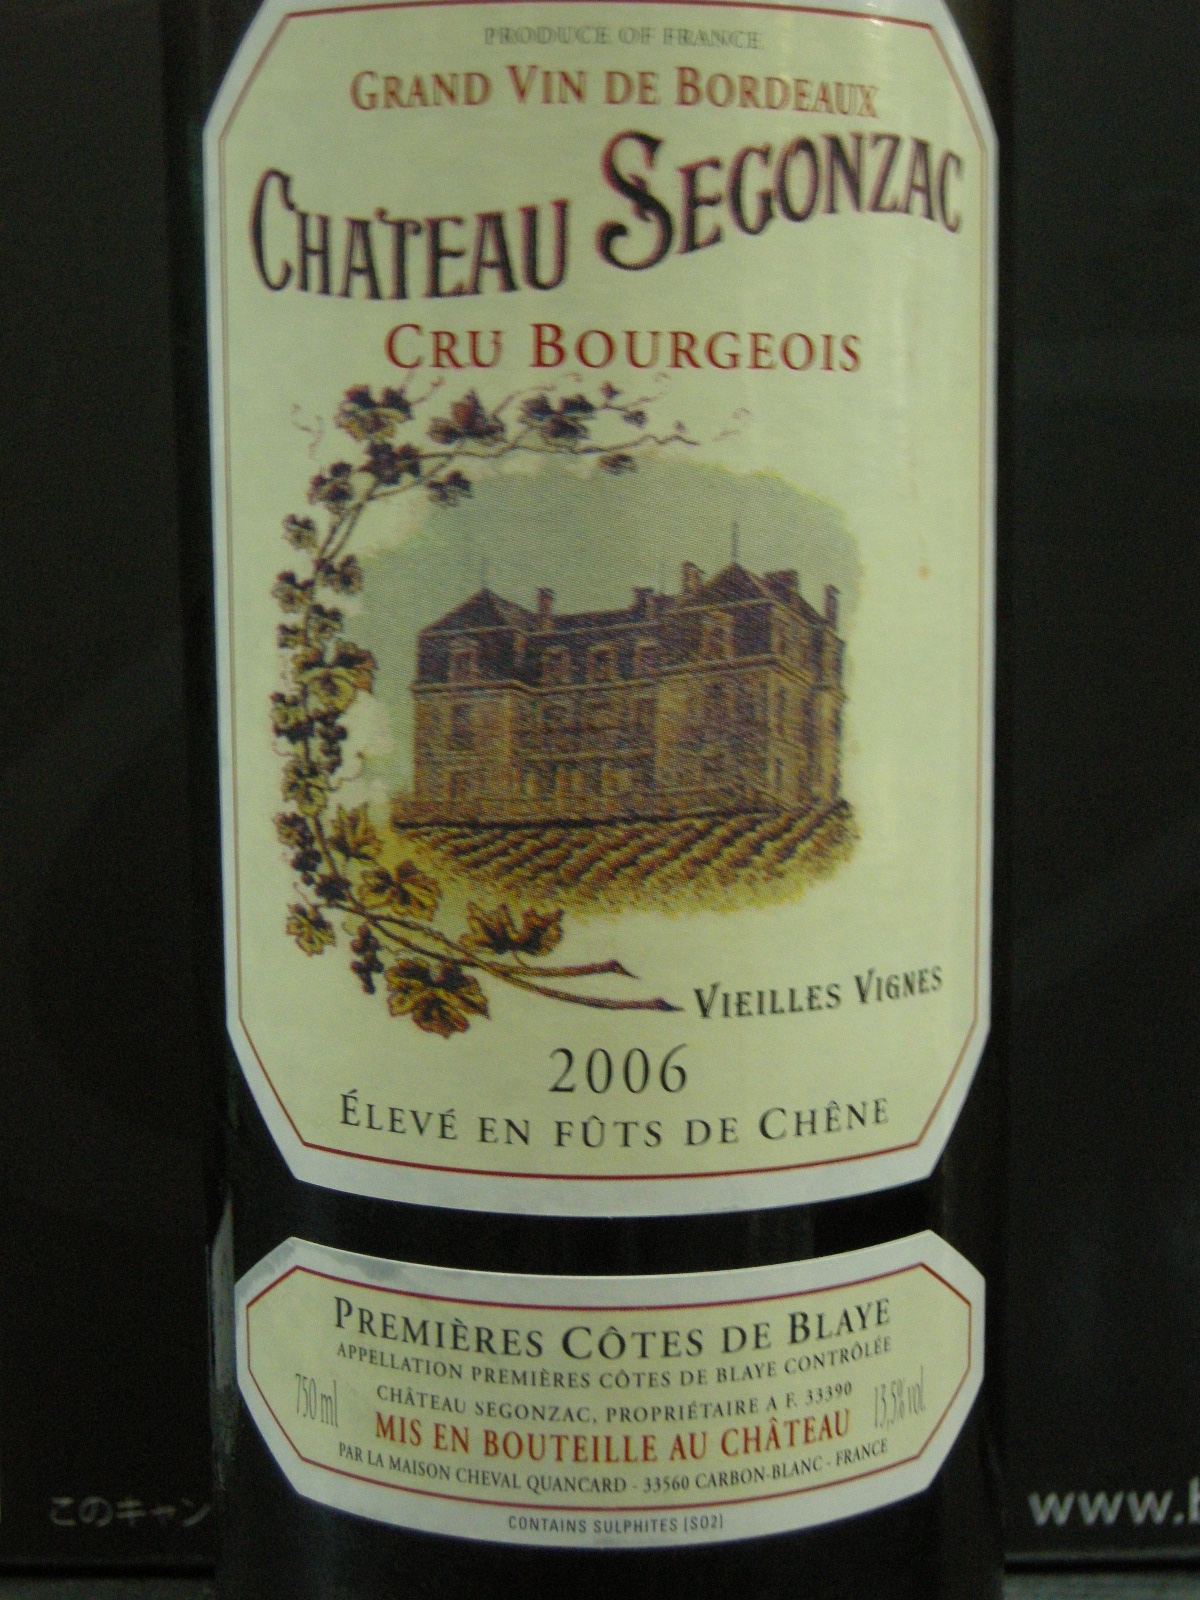 PRODUCE OF FRANCE
GRAND VIN DE BORDEAUX
CHATEAU SEGONZAC
CRU BOURGEOIS
VIEILLES VIGNES
2006
ÉLEVÉ EN FÛTS DE CHÊNE
PREMIÈRES CÔTES DE BLAYE
APPELLATION PREMIÈRES CÔTES DE BLAYE CONTRÔLÉE
750 ml
CHÂTEAU SEGONZAC, PROPRIÉTAIRE A F. 33390
13,5% vol.
MIS EN BOUTEILLE AU CHÂTEAU
PAR LA MAISON CHEVAL QUANCARD - 33560 CARBON-BLANC - FRANCE
CONTAINS SULPHITES [SO2]
このキャン
www.